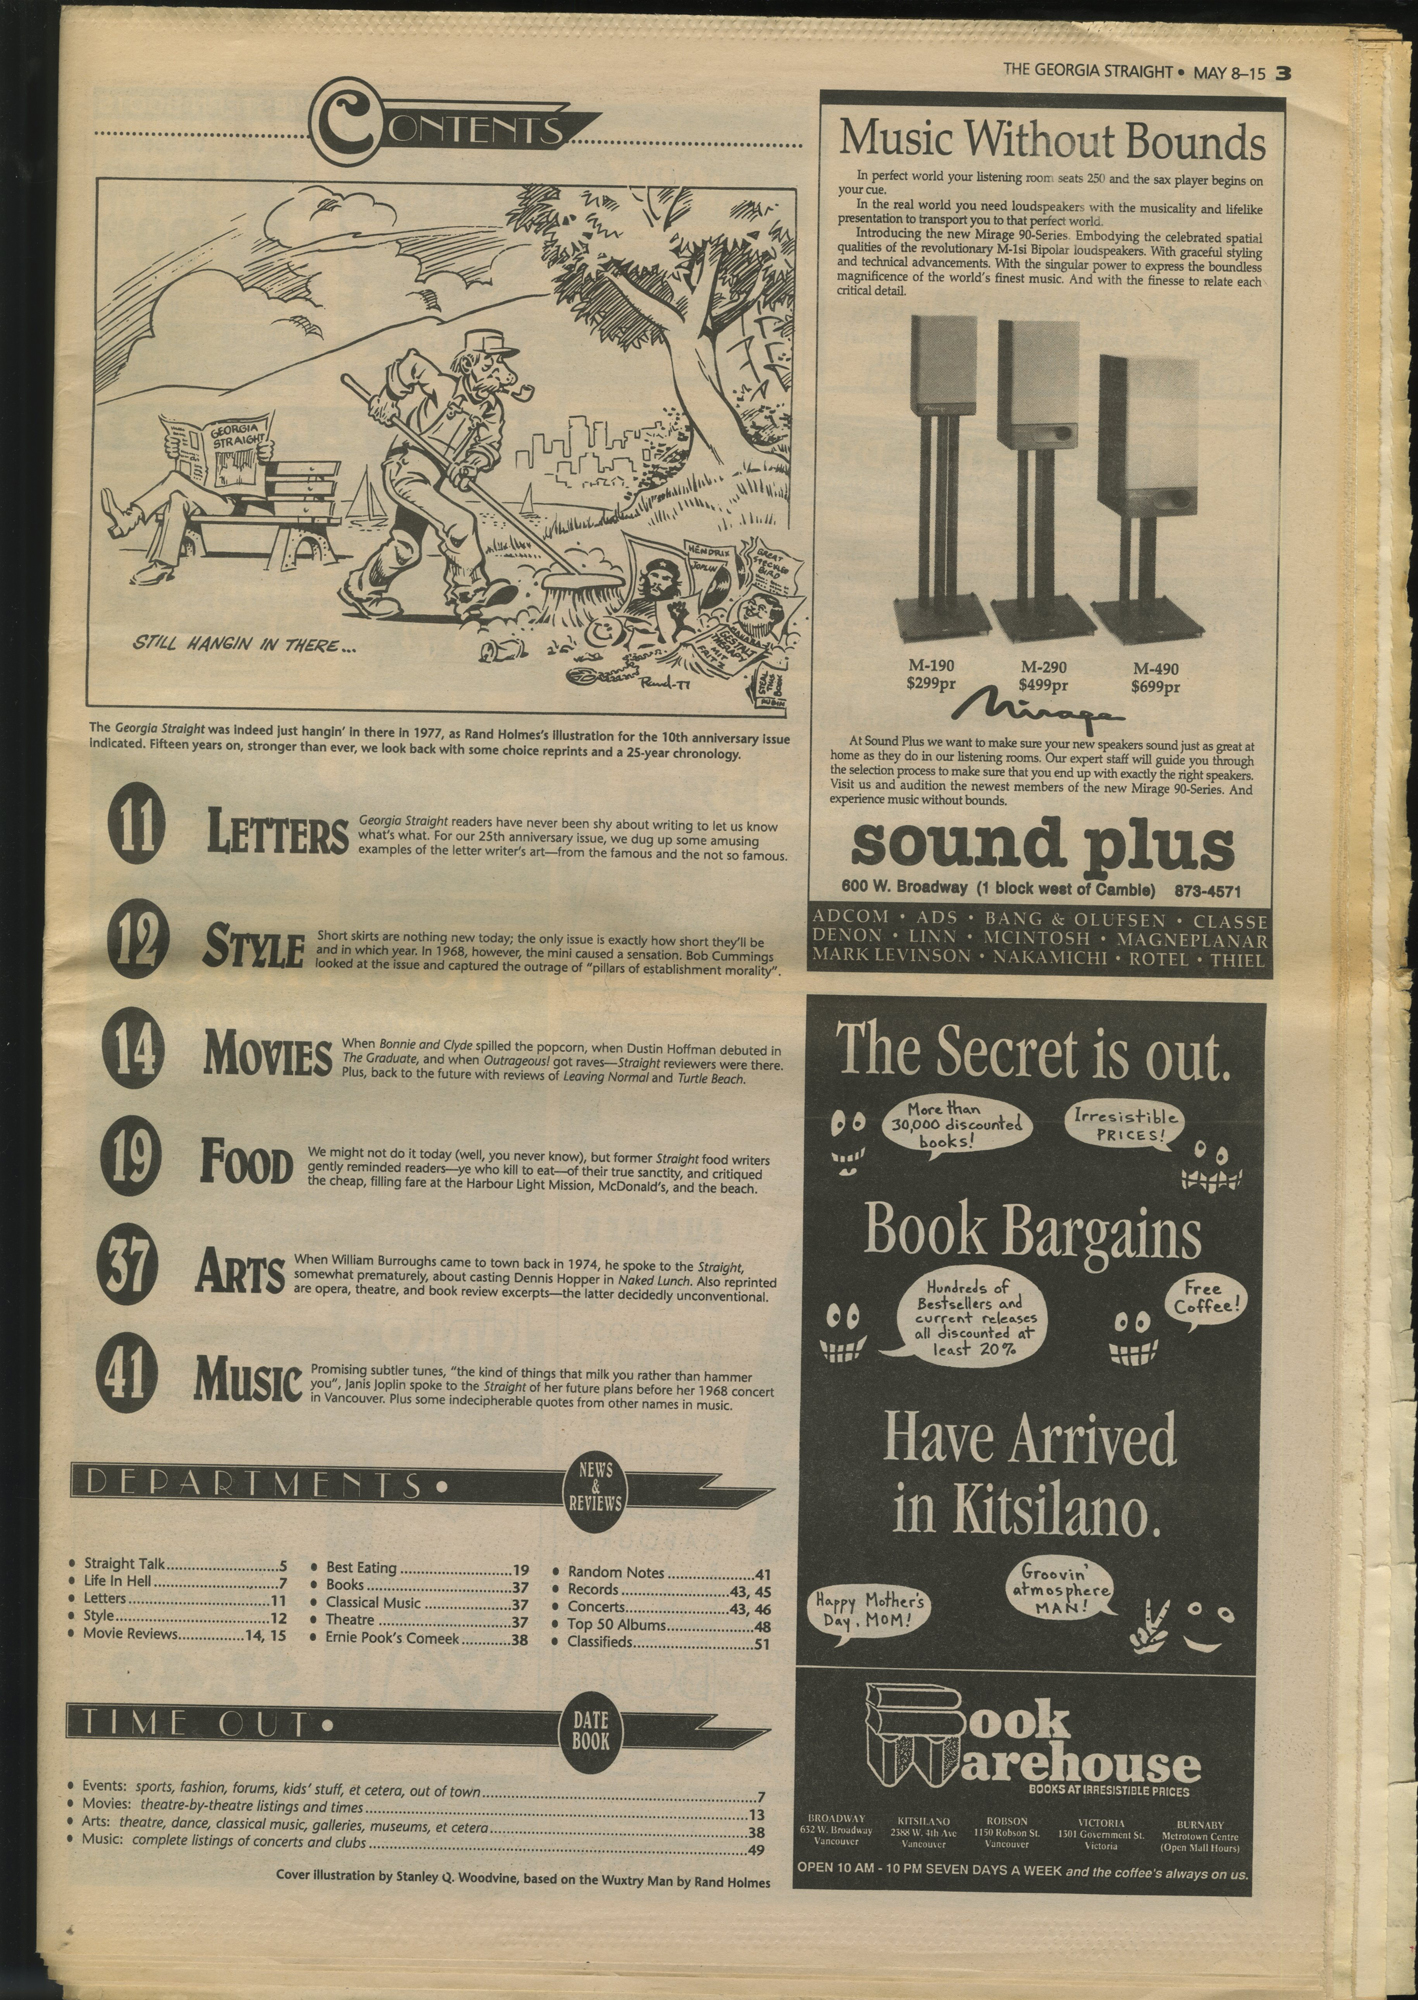 THE GEORGIA STRAIGHT • MAY 8–15 3
CONTENTS
GEORGIA
STRAIGHT
HENDRIX
JOPLIN
GREAT
SPECKLED
BIRD
GESTALT
THERAPY
MIT
FRITZ
STEAL
THIS
BOOK
RUBIN
STILL HANGIN IN THERE...
Rand-77
The Georgia Straight was indeed just hangin' in there in 1977, as Rand Holmes's illustration for the 10th anniversary issue
indicated. Fifteen years on, stronger than ever, we look back with some choice reprints and a 25-year chronology.
11 LETTERS
Georgia Straight readers have never been shy about writing to let us know
what's what. For our 25th anniversary issue, we dug up some amusing
examples of the letter writer's art—from the famous and the not so famous.
12 STYLE
Short skirts are nothing new today; the only issue is exactly how short they'll be
and in which year. In 1968, however, the mini caused a sensation. Bob Cummings
looked at the issue and captured the outrage of "pillars of establishment morality".
14 MOVIES
When Bonnie and Clyde spilled the popcorn, when Dustin Hoffman debuted in
The Graduate, and when Outrageous! got raves—Straight reviewers were there.
Plus, back to the future with reviews of Leaving Normal and Turtle Beach.
19 FOOD
We might not do it today (well, you never know), but former Straight food writers
gently reminded readers—ye who kill to eat—of their true sanctity, and critiqued
the cheap, filling fare at the Harbour Light Mission, McDonald's, and the beach.
37 ARTS
When William Burroughs came to town back in 1974, he spoke to the Straight,
somewhat prematurely, about casting Dennis Hopper in Naked Lunch. Also reprinted
are opera, theatre, and book review excerpts—the latter decidedly unconventional.
41 MUSIC
Promising subtler tunes, "the kind of things that milk you rather than hammer
you", Janis Joplin spoke to the Straight of her future plans before her 1968 concert
in Vancouver. Plus some indecipherable quotes from other names in music.
DEPARTMENTS •
NEWS
&
REVIEWS
• Straight Talk..........5
• Life In Hell..........7
• Letters..........11
• Style..........12
• Movie Reviews..........14, 15
• Best Eating..........19
• Books..........37
• Classical Music..........37
• Theatre..........37
• Ernie Pook's Comeek..........38
• Random Notes..........41
• Records..........43, 45
• Concerts..........43, 46
• Top 50 Albums..........48
• Classifieds..........51
TIME OUT •
DATE
BOOK
• Events: sports, fashion, forums, kids' stuff, et cetera, out of town..........7
• Movies: theatre-by-theatre listings and times..........13
• Arts: theatre, dance, classical music, galleries, museums, et cetera..........38
• Music: complete listings of concerts and clubs..........49
Cover illustration by Stanley Q. Woodvine, based on the Wuxtry Man by Rand Holmes
Music Without Bounds
In perfect world your listening room seats 250 and the sax player begins on
your cue.
In the real world you need loudspeakers with the musicality and lifelike
presentation to transport you to that perfect world.
Introducing the new Mirage 90-Series. Embodying the celebrated spatial
qualities of the revolutionary M-1si Bipolar loudspeakers. With graceful styling
and technical advancements. With the singular power to express the boundless
magnificence of the world's finest music. And with the finesse to relate each
critical detail.
M-190
$299pr
M-290
$499pr
M-490
$699pr
Mirage
At Sound Plus we want to make sure your new speakers sound just as great at
home as they do in our listening rooms. Our expert staff will guide you through
the selection process to make sure that you end up with exactly the right speakers.
Visit us and audition the newest members of the new Mirage 90-Series. And
experience music without bounds.
sound plus
600 W. Broadway (1 block west of Camble) 873-4571
ADCOM • ADS • BANG & OLUFSEN • CLASSE
DENON • LINN • MCINTOSH • MAGNEPLANAR
MARK LEVINSON • NAKAMICHI • ROTEL • THIEL
The Secret is out.
More than
30,000 discounted
books!
Irresistible
PRICES!
Book Bargains
Hundreds of
Bestsellers and
current releases
all discounted at
least 20%
Free
Coffee!
Have Arrived
in Kitsilano.
Happy Mother's
Day, MOM!
Groovin'
atmosphere
MAN!
Book
Warehouse
BOOKS AT IRRESISTIBLE PRICES
BROADWAY
632 W. Broadway
Vancouver
KITSILANO
2388 W. 4th Ave
Vancouver
ROBSON
1150 Robson St.
Vancouver
VICTORIA
1301 Government St.
Victoria
BURNABY
Metrotown Centre
(Open Mall Hours)
OPEN 10 AM - 10 PM SEVEN DAYS A WEEK and the coffee's always on us.